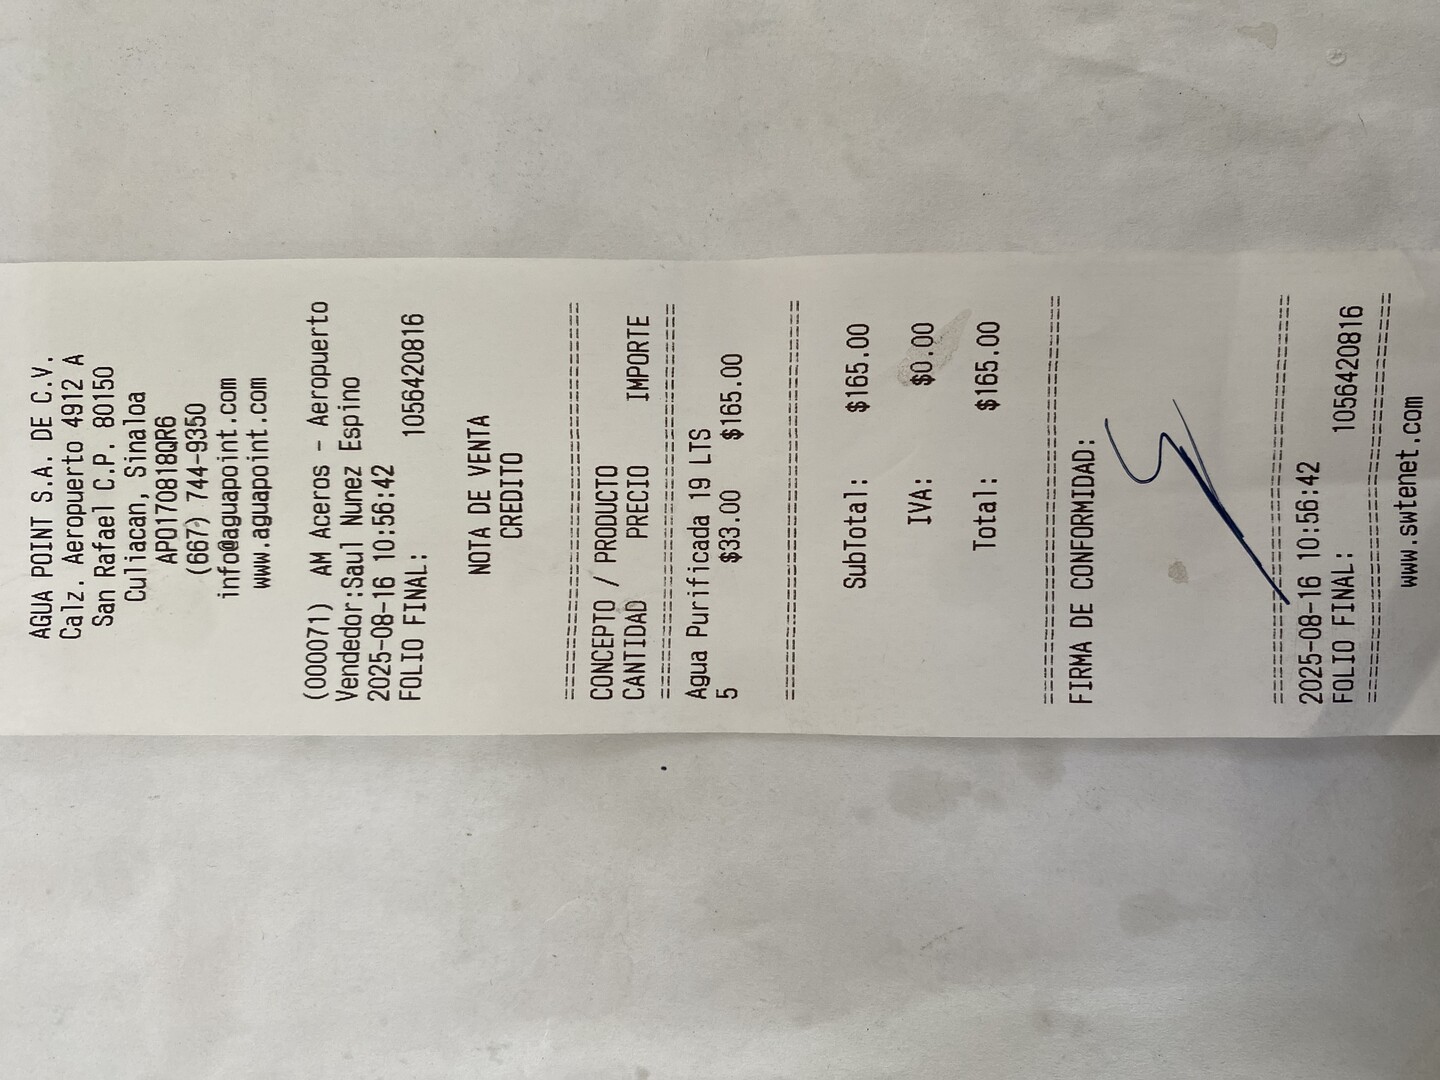 AGUA POINT S.A. DE C.V.
Calz. Aeropuerto 4912 A
San Rafael C.P. 80150
Culiacan, Sinaloa
APO170818QR6
(667) 744-9350
info@aguapoint.com
www.aguapoint.com
(000071) AM Aceros - Aeropuerto
Vendedor:Saul Nunez Espino
2025-08-16 10:56:42
FOLIO FINAL: 1056420816
NOTA DE VENTA
CREDITO
CONCEPTO / PRODUCTO
CANTIDAD PRECIO IMPORTE
Agua Purificada 19 LTS
5 $33.00 $165.00
SubTotal: $165.00
IVA: $0.00
Total: $165.00
FIRMA DE CONFORMIDAD:
2025-08-16 10:56:42
FOLIO FINAL: 1056420816
www.swtenet.com